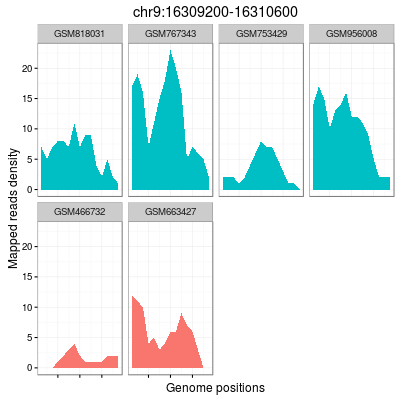 chr9:16309200-16310600
GSM818031 GSM767343 GSM753429 GSM956008
20
15
10
5
0
Mapped reads density
GSM466732 GSM663427
20
15
10
5
0
Genome positions